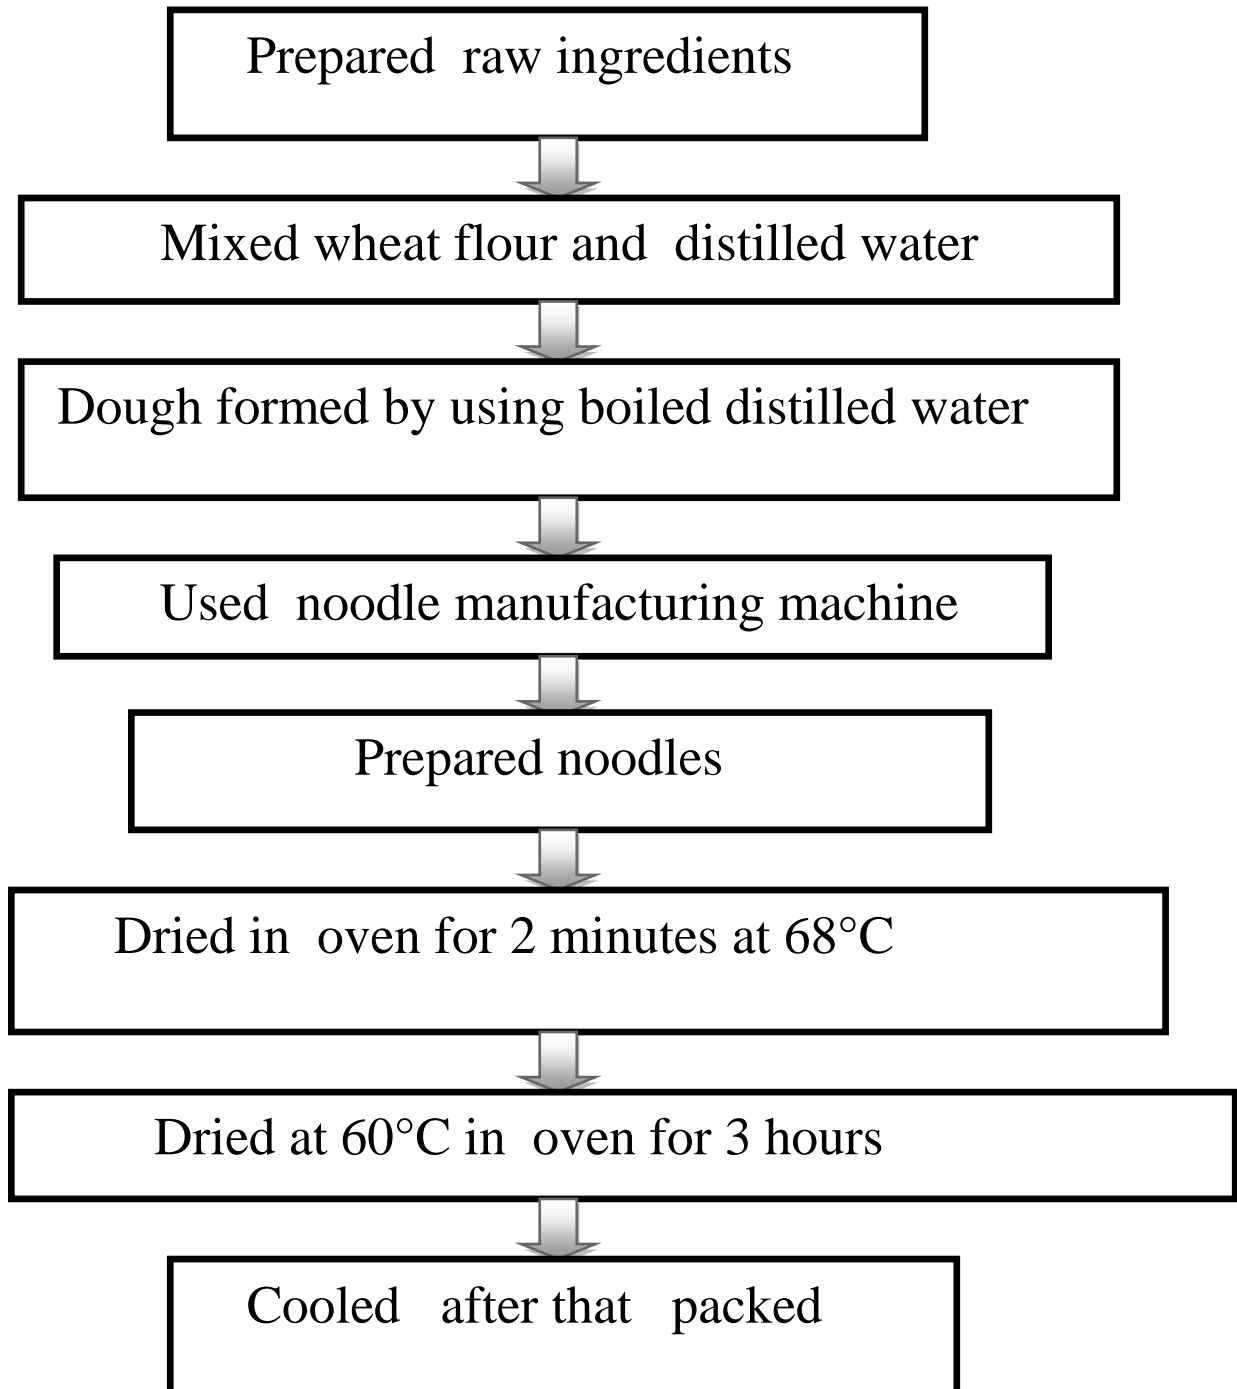 Prepared raw ingredients
Mixed wheat flour and distilled water
Dough formed by using boiled distilled water
Used noodle manufacturing machine
Prepared noodles
Dried in oven for 2 minutes at 68°C
Dried at 60°C in oven for 3 hours
Cooled after that packed